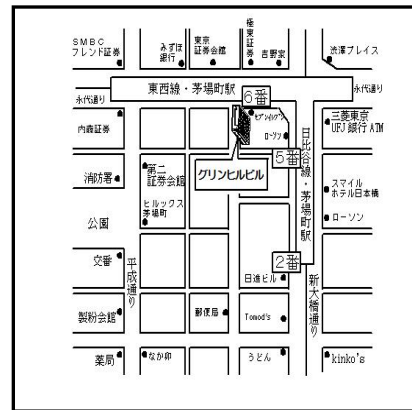 SMBC
フレンド証券
みずほ
銀行
東京
証券会館
極東証券
吉野家
渋澤プレイス
東西線・茅場町駅
永代通り
永代通り
6番
内藤証券
セブンイレブン
ローソン
三菱東京
UFJ銀行ATM
消防署
第二
証券会館
グリンヒルビル
5番
日比谷線・茅場町駅
スマイル
ホテル日本橋
ヒルックス
茅場町
ローソン
公園
交番
平成通り
2番
日進ビル
新大橋通り
製粉会館
郵便局
Tomod's
薬局
なか卯
うどん
kinko's